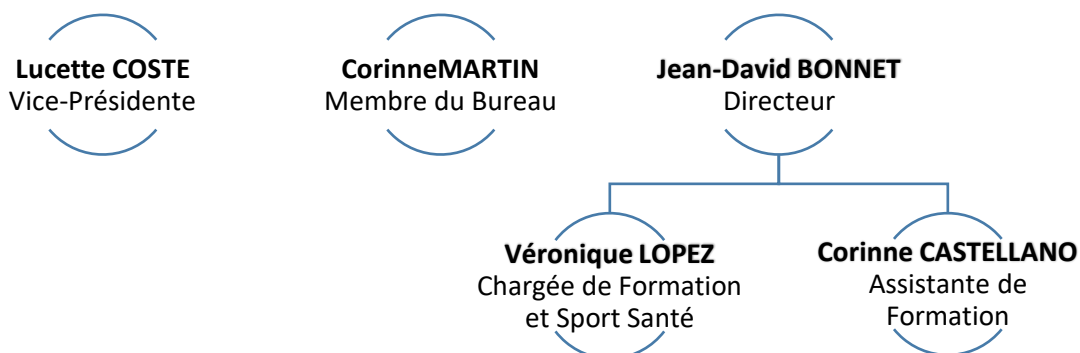 Lucette COSTE
Vice-Présidente
CorinneMARTIN
Membre du Bureau
Jean-David BONNET
Directeur
Véronique LOPEZ
Chargée de Formation
et Sport Santé
Corinne CASTELLANO
Assistante de
Formation